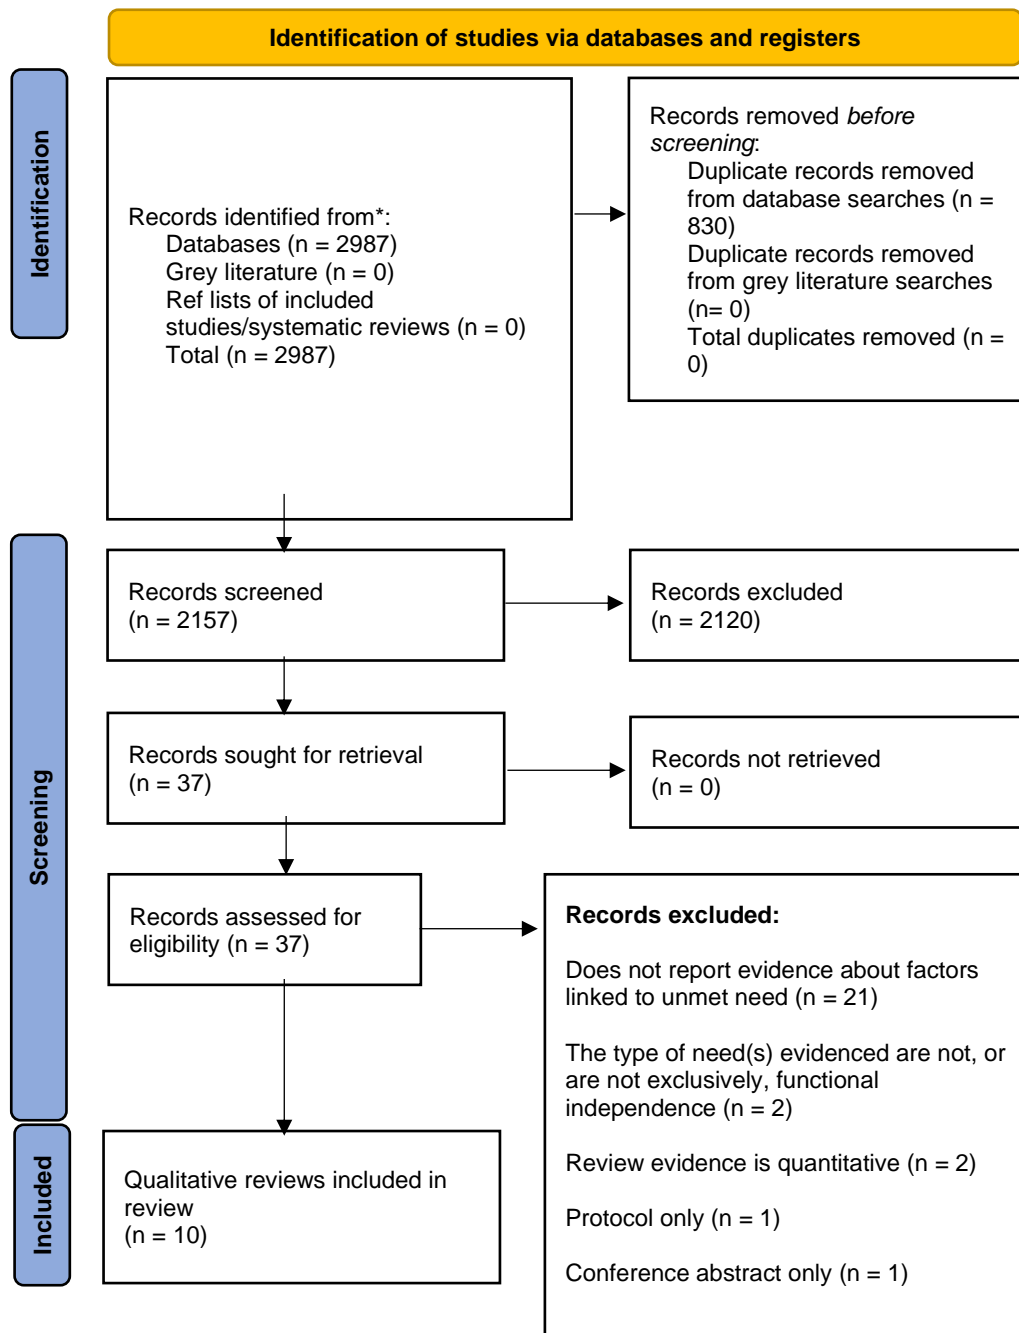 Identification of studies via databases and registers
Identification
Records identified from*:
Databases (n = 2987)
Grey literature (n = 0)
Ref lists of included
studies/systematic reviews (n = 0)
Total (n = 2987)
Records removed before
screening:
Duplicate records removed
from database searches (n =
830)
Duplicate records removed
from grey literature searches
(n= 0)
Total duplicates removed (n =
0)
Screening
Records screened
(n = 2157)
Records excluded
(n = 2120)
Records sought for retrieval
(n = 37)
Records not retrieved
(n = 0)
Records assessed for
eligibility (n = 37)
Records excluded:
Does not report evidence about factors
linked to unmet need (n = 21)
The type of need(s) evidenced are not, or
are not exclusively, functional
independence (n = 2)
Review evidence is quantitative (n = 2)
Protocol only (n = 1)
Conference abstract only (n = 1)
Included
Qualitative reviews included in
review
(n = 10)